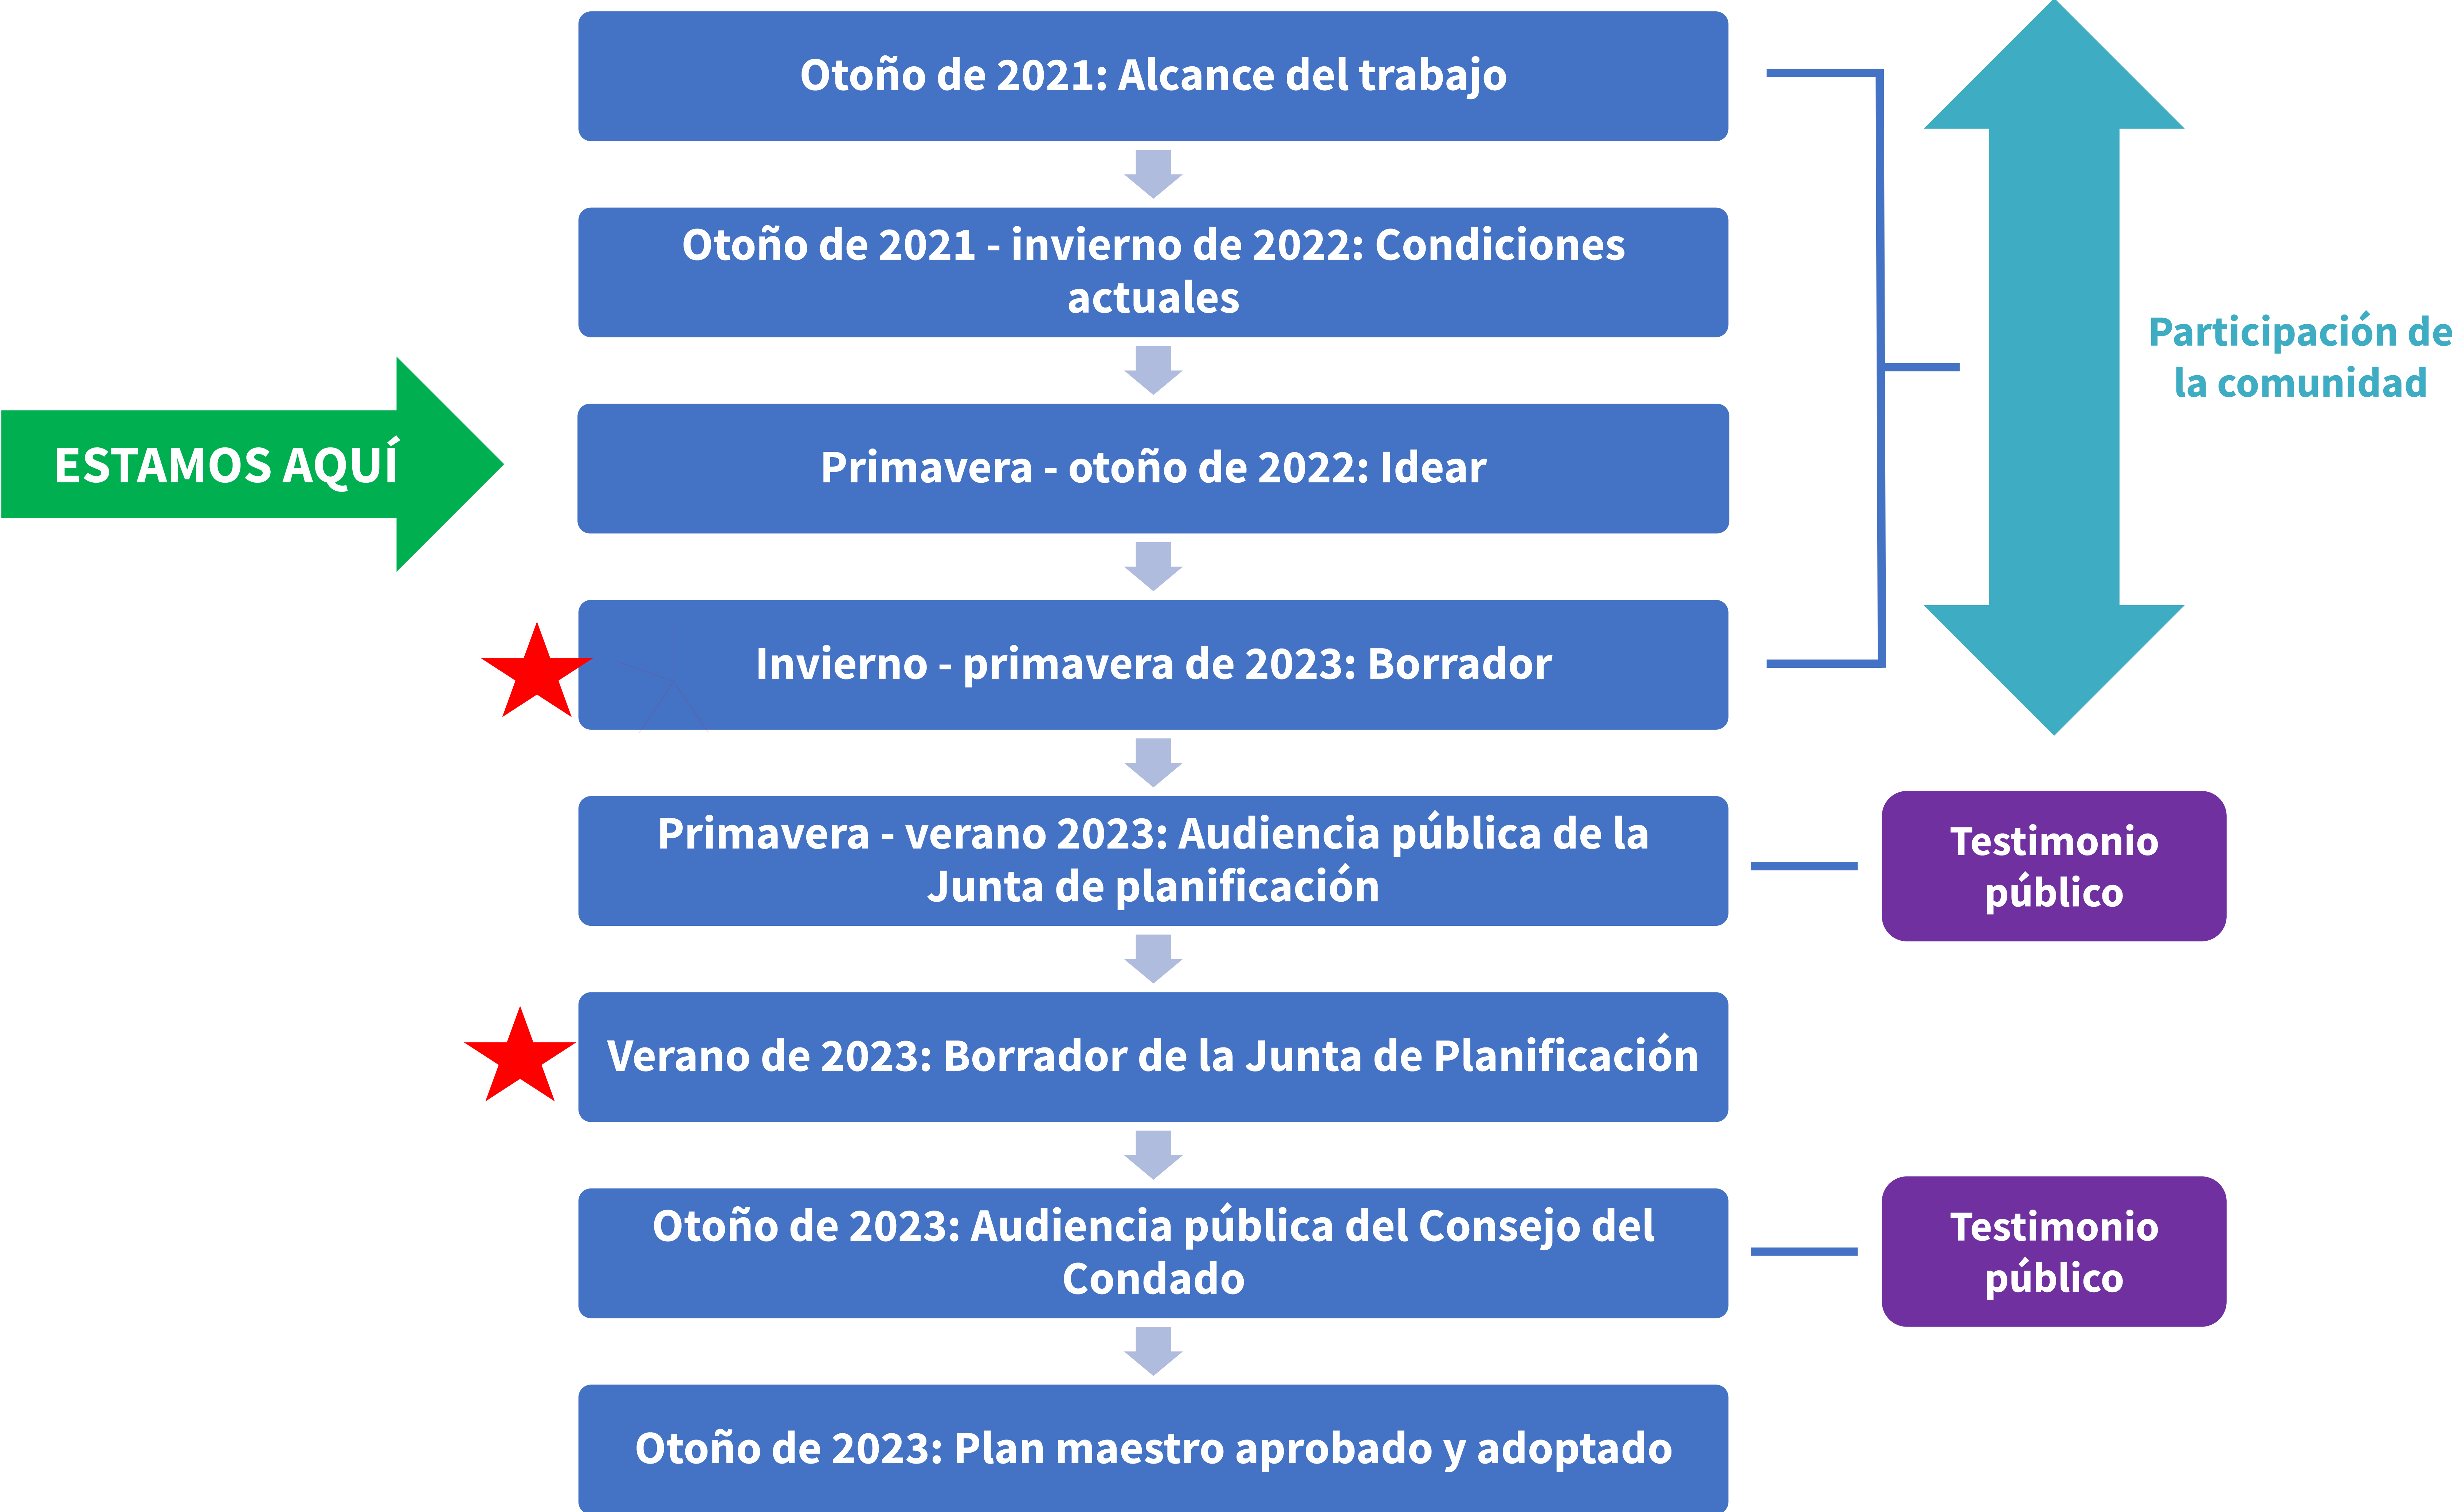 Otoño de 2021: Alcance del trabajo
Otoño de 2021 - invierno de 2022: Condiciones
actuales
Participación de
la comunidad
ESTAMOS AQUÍ
Primavera - otoño de 2022: Idear
Invierno - primavera de 2023: Borrador
Primavera - verano 2023: Audiencia pública de la
Junta de planificación
Testimonio
público
Verano de 2023: Borrador de la Junta de Planificación
Otoño de 2023: Audiencia pública del Consejo del
Condado
Testimonio
público
Otoño de 2023: Plan maestro aprobado y adoptado